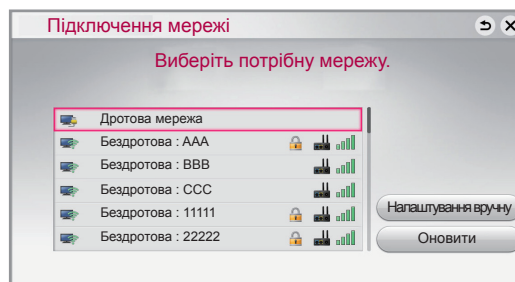 Підключення мережі
Виберіть потрібну мережу.
Дротова мережа
Бездротова : AAA
Бездротова : BBB
Бездротова : CCC
Бездротова : 11111
Бездротова : 22222
Налаштування вручну
Оновити